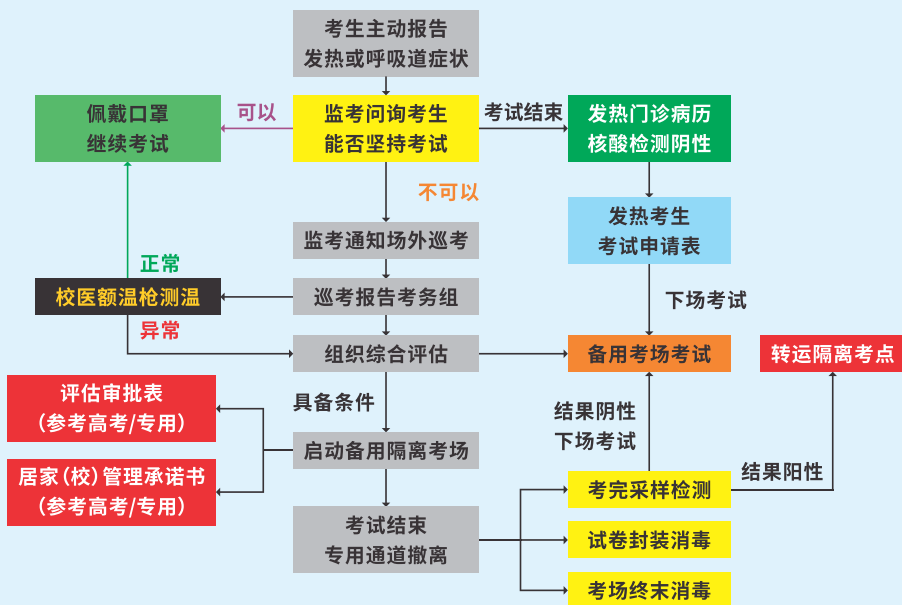 考生主动报告
发热或呼吸道症状
佩戴口罩
继续考试
可以
监考问询考生
能否坚持考试
考试结束
发热门诊病历
核酸检测阴性
不可以
发热考生
考试申请表
监考通知场外巡考
正常
校医额温枪测温
巡考报告考务组
下场考试
异常
组织综合评估
备用考场考试
转运隔离考点
评估审批表
（参考高考/专用）
具备条件
结果阴性
下场考试
启动备用隔离考场
居家（校）管理承诺书
（参考高考/专用）
结果阳性
考完采样检测
考试结束
专用通道撤离
试卷封装消毒
考场终末消毒